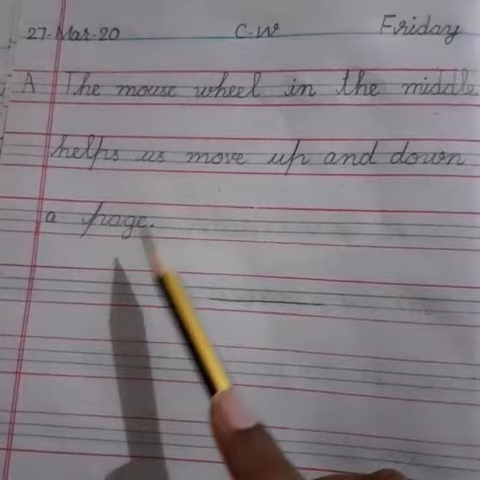 27-Mar-20 C-W Friday
A The mouse wheel in the middle
helps us move up and down
a page.